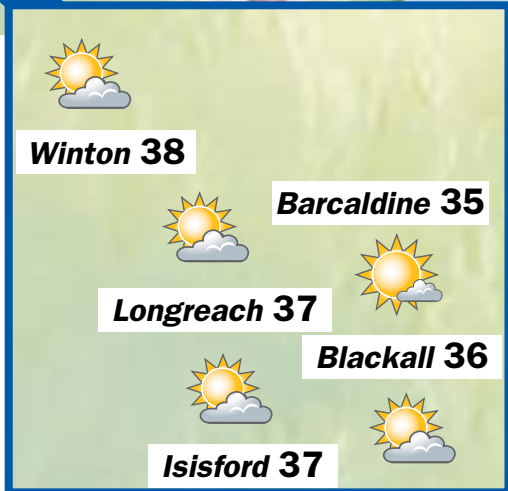 Winton 38
Barcaldine 35
Longreach 37
Blackall 36
Isisford 37